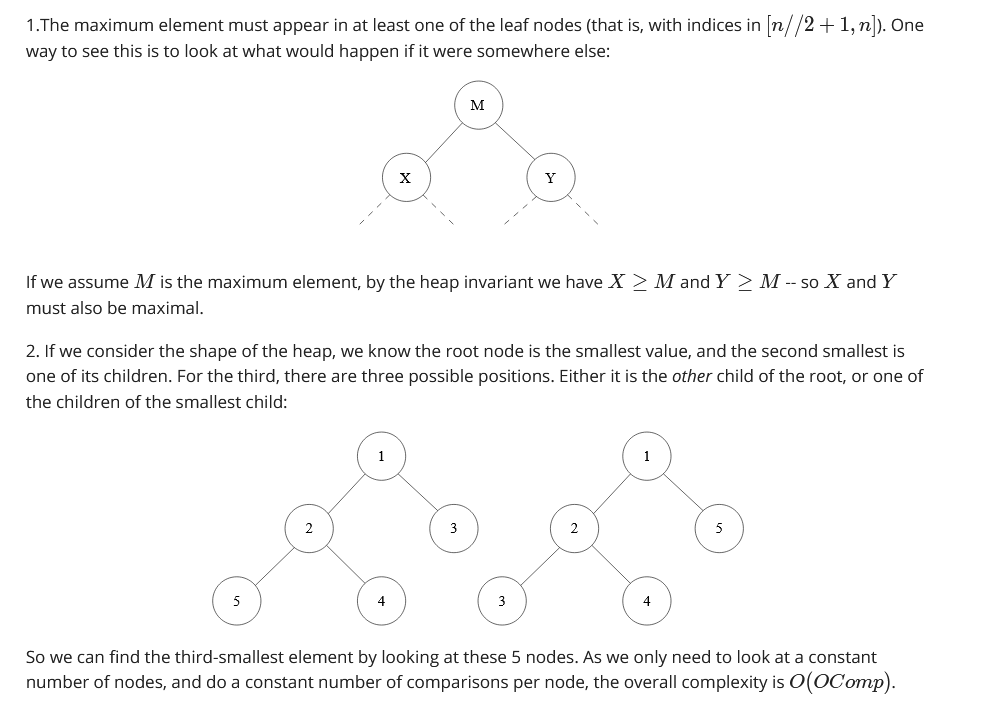 1.The maximum element must appear in at least one of the leaf nodes (that is, with indices in [n//2 + 1, n]). One
way to see this is to look at what would happen if it were somewhere else:
M
X Y
If we assume M is the maximum element, by the heap invariant we have X ≥ M and Y ≥ M -- so X and Y
must also be maximal.
2. If we consider the shape of the heap, we know the root node is the smallest value, and the second smallest is
one of its children. For the third, there are three possible positions. Either it is the other child of the root, or one of
the children of the smallest child:
1 1
2 3 2 5
5 4 3 4
So we can find the third-smallest element by looking at these 5 nodes. As we only need to look at a constant
number of nodes, and do a constant number of comparisons per node, the overall complexity is O(OComp).